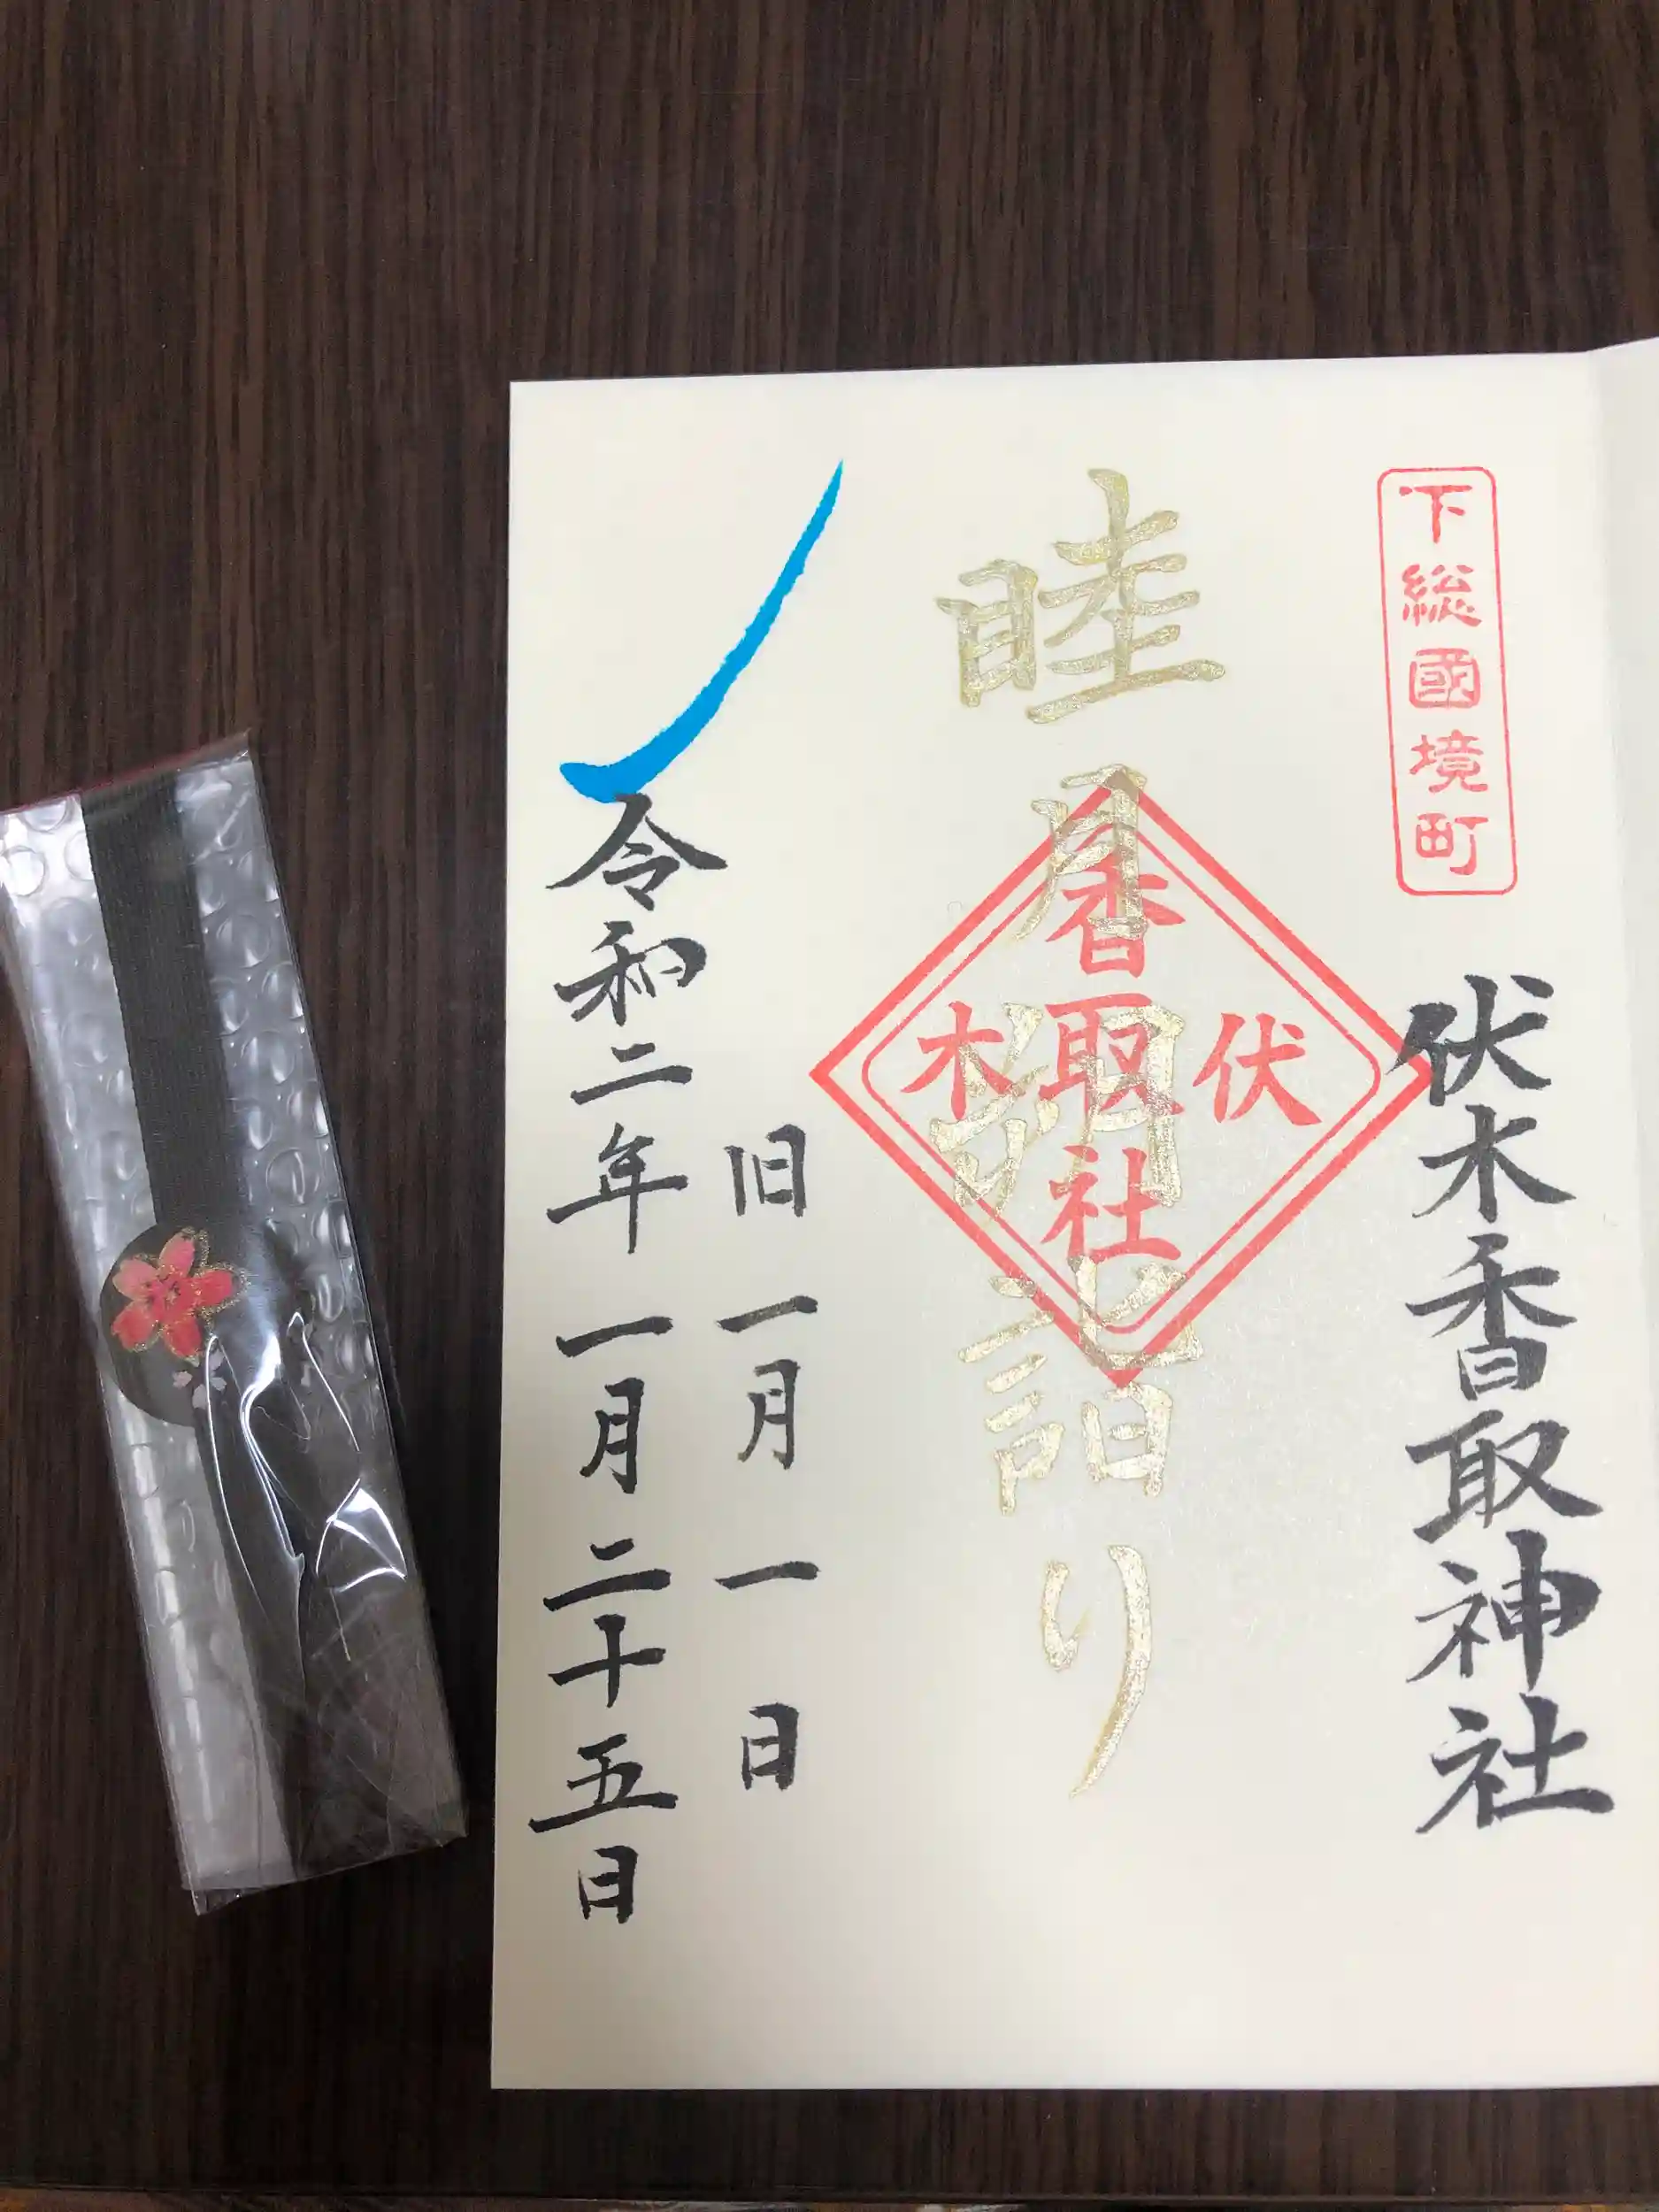 下総國境町
伏木香取神社
睦月朔詣り
伏木
香取社
旧一月一日
令和二年一月二十五日